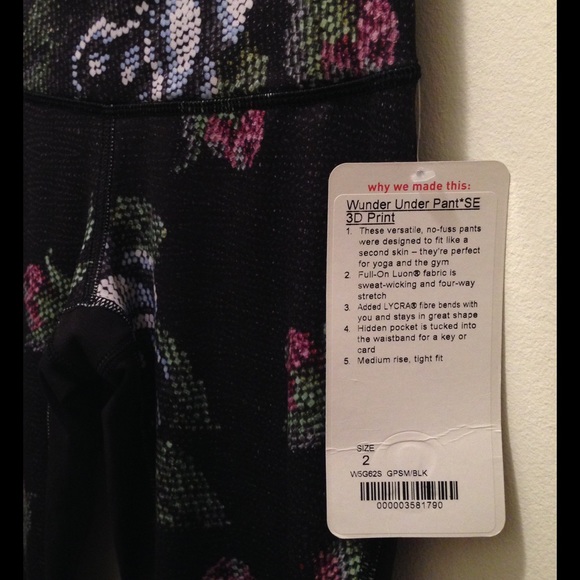 why we made this:
Wunder Under Pant*SE
3D Print
1. These versatile, no-fuss pants
were designed to fit like a
second skin – they're perfect
for yoga and the gym
2. Full-On Luon® fabric is
sweat-wicking and four-way
stretch
3. Added LYCRA® fibre bends with
you and stays in great shape
4. Hidden pocket is tucked into
the waistband for a key or
card
5. Medium rise, tight fit
SIZE
2
W5G62S GPSM/BLK
000003581790